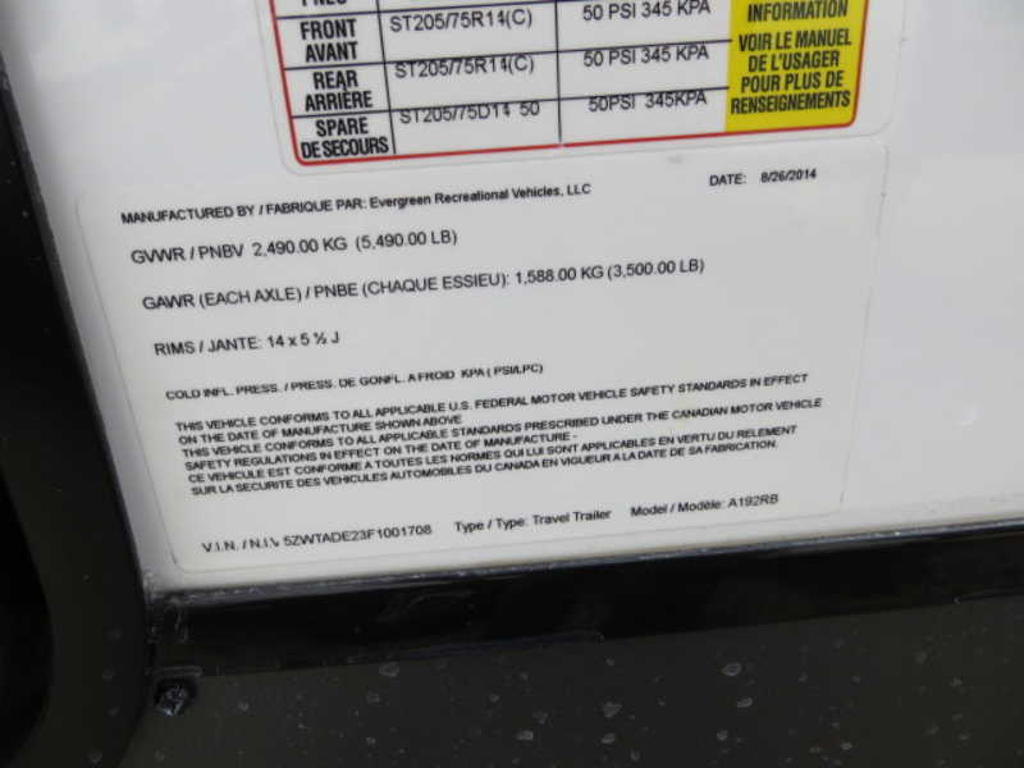 PNEU
FRONT ST205/75R14(C) 50 PSI 345 KPA INFORMATION
AVANT
VOIR LE MANUEL
DE L'USAGER
REAR ST205/75R14(C) 50 PSI 345 KPA
ARRIÈRE
POUR PLUS DE
RENSEIGNEMENTS
SPARE ST205/75D14 50 50PSI 345KPA
DE SECOURS
MANUFACTURED BY / FABRIQUE PAR: Evergreen Recreational Vehicles, LLC DATE: 8/26/2014
GVWR / PNBV 2,490.00 KG (5,490.00 LB)
GAWR (EACH AXLE) / PNBE (CHAQUE ESSIEU): 1,588.00 KG (3,500.00 LB)
RIMS / JANTE: 14 x 5 ½ J
COLD INFL. PRESS. / PRESS. DE GONFL. A FROID KPA ( PSI/LPC)
THIS VEHICLE CONFORMS TO ALL APPLICABLE U.S. FEDERAL MOTOR VEHICLE SAFETY STANDARDS IN EFFECT
ON THE DATE OF MANUFACTURE SHOWN ABOVE
THIS VEHICLE CONFORMS TO ALL APPLICABLE STANDARDS PRESCRIBED UNDER THE CANADIAN MOTOR VEHICLE
SAFETY REGULATIONS IN EFFECT ON THE DATE OF MANUFACTURE -
CE VEHICULE EST CONFORME A TOUTES LES NORMES QUI LUI SONT APPLICABLES EN VERTU DU RELEMENT
SUR LA SECURITE DES VEHICULES AUTOMOBILES DU CANADA EN VIGUEUR A LA DATE DE SA FABRICATION.
V.I.N. / N.I.V. 5ZWTADE23F1001708 Type / Type: Travel Trailer Model / Modèle: A192RB